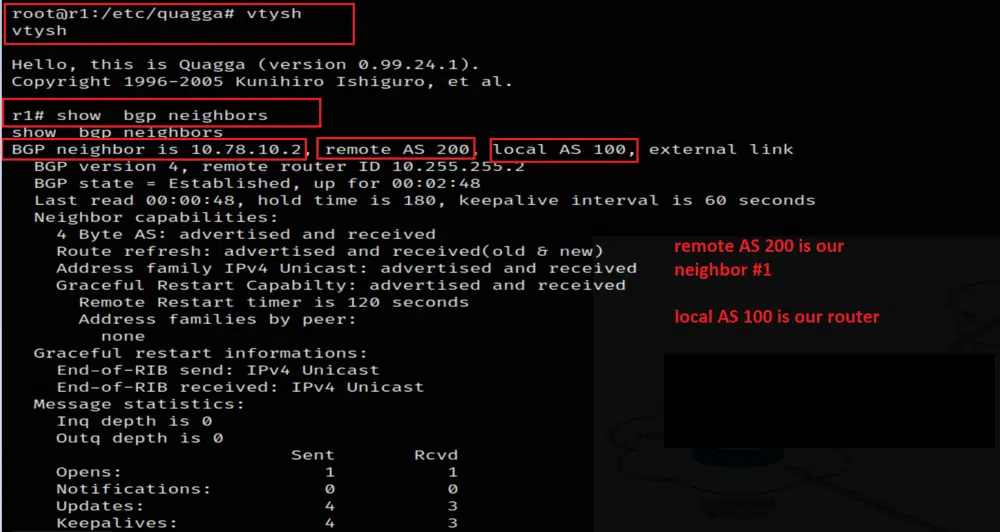 root@r1:/etc/quagga# vtysh
vtysh
Hello, this is Quagga (version 0.99.24.1).
Copyright 1996-2005 Kunihiro Ishiguro, et al.
r1# show  bgp neighbors
show  bgp neighbors
BGP neighbor is 10.78.10.2, remote AS 200, local AS 100, external link
BGP version 4, remote router ID 10.255.255.2
BGP state = Established, up for 00:02:48
Last read 00:00:48, hold time is 180, keepalive interval is 60 seconds
Neighbor capabilities:
4 Byte AS: advertised and received
Route refresh: advertised and received(old & new)
Address family IPv4 Unicast: advertised and received
Graceful Restart Capabilty: advertised and received
Remote Restart timer is 120 seconds
Address families by peer:
none
Graceful restart informations:
End-of-RIB send: IPv4 Unicast
End-of-RIB received: IPv4 Unicast
Message statistics:
Inq depth is 0
Outq depth is 0
Sent Rcvd
Opens: 1 1
Notifications: 0 0
Updates: 4 3
Keepalives: 4 3
remote AS 200 is our
neighbor #1
local AS 100 is our router